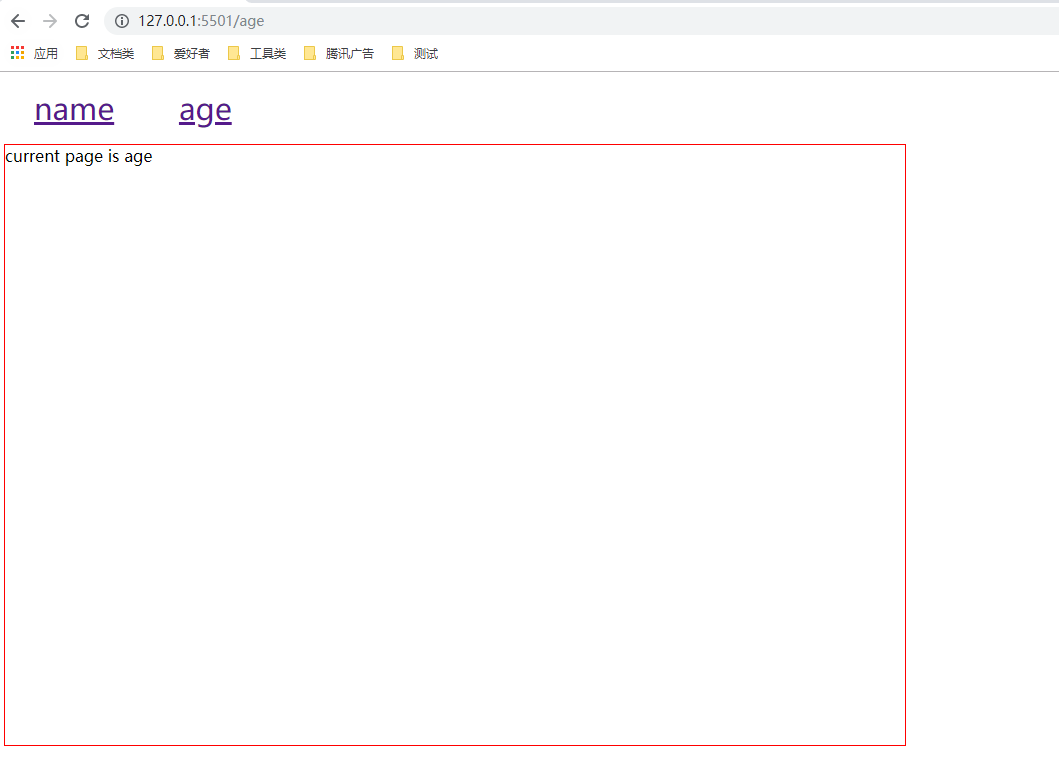 127.0.0.1:5501/age
应用 文档类 爱好者 工具类 腾讯广告 测试
name age
current page is age